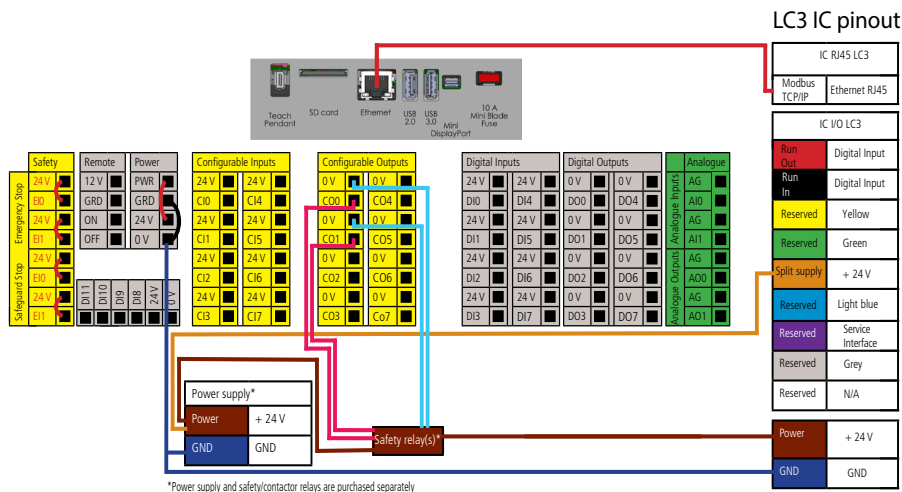 LC3 IC pinout
IC RJ45 LC3
Modbus
TCP/IP
Ethernet RJ45
Teach
Pendant
SD card
Ethernet
USB
2.0
USB
3.0
Mini
DisplayPort
10 A
Mini Blade
Fuse
IC I/O LC3
Run
Out
Digital Input
Run
In
Digital Input
Reserved
Yellow
Reserved
Green
Split supply
+ 24 V
Reserved
Light blue
Reserved
Service
Interface
Reserved
Grey
Reserved
N/A
Power
+ 24 V
GND
GND
Safety
Emergency Stop
24 V
EI0
24 V
EI1
Safeguard Stop
24 V
EI0
24 V
EI1
Remote
12 V
GRD
ON
OFF
Power
PWR
GRD
24 V
0 V
DI11
DI10
DI9
DI8
24 V
0 V
Configurable Inputs
24 V
24 V
CI0
CI4
24 V
24 V
CI1
CI5
24 V
24 V
CI2
CI6
24 V
24 V
CI3
CI7
Configurable Outputs
0 V
0 V
CO0
CO4
0 V
0 V
CO1
CO5
0 V
0 V
CO2
CO6
0 V
0 V
CO3
Co7
Digital Inputs
24 V
24 V
DI0
DI4
24 V
24 V
DI1
DI5
24 V
24 V
DI2
DI6
24 V
24 V
DI3
DI7
Digital Outputs
0 V
0 V
DO0
DO4
0 V
0 V
DO1
DO5
0 V
0 V
DO2
DO6
0 V
0 V
DO3
DO7
Analogue
Analogue Inputs
AG
AI0
AG
AI1
Analogue Outputs
AG
AO0
AG
AO1
Power supply*
Power
+ 24 V
GND
GND
Safety relay(s)*
*Power supply and safety/contactor relays are purchased separately